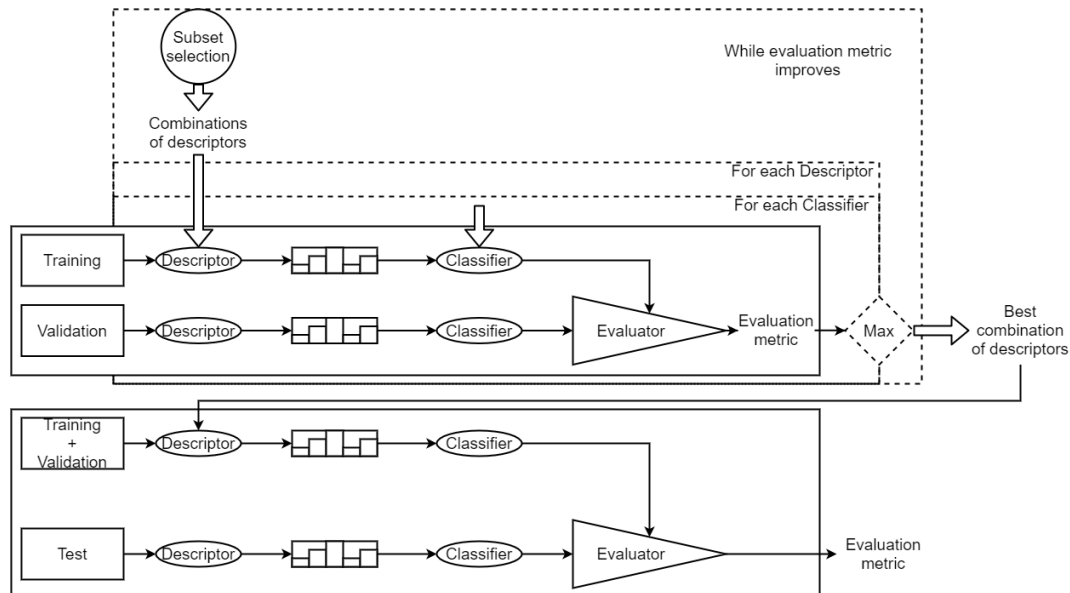 Subset
selection
While evaluation metric
improves
Combinations
of descriptors
For each Descriptor
For each Classifier
Training
Descriptor
Classifier
Validation
Descriptor
Classifier
Evaluator
Evaluation
metric
Max
Best
combination
of descriptors
Training
+
Validation
Descriptor
Classifier
Test
Descriptor
Classifier
Evaluator
Evaluation
metric